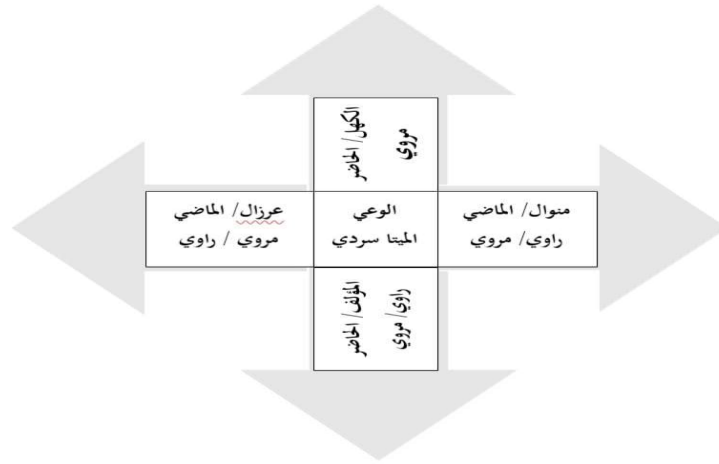 الكهل/ الحاضر
مروي
منوال/ الماضي
راوي/ مروي
الوعي
الميتا سردي
عرزال/ الماضي
مروي / راوي
المؤلف/ الحاضر
راوي/ مروي